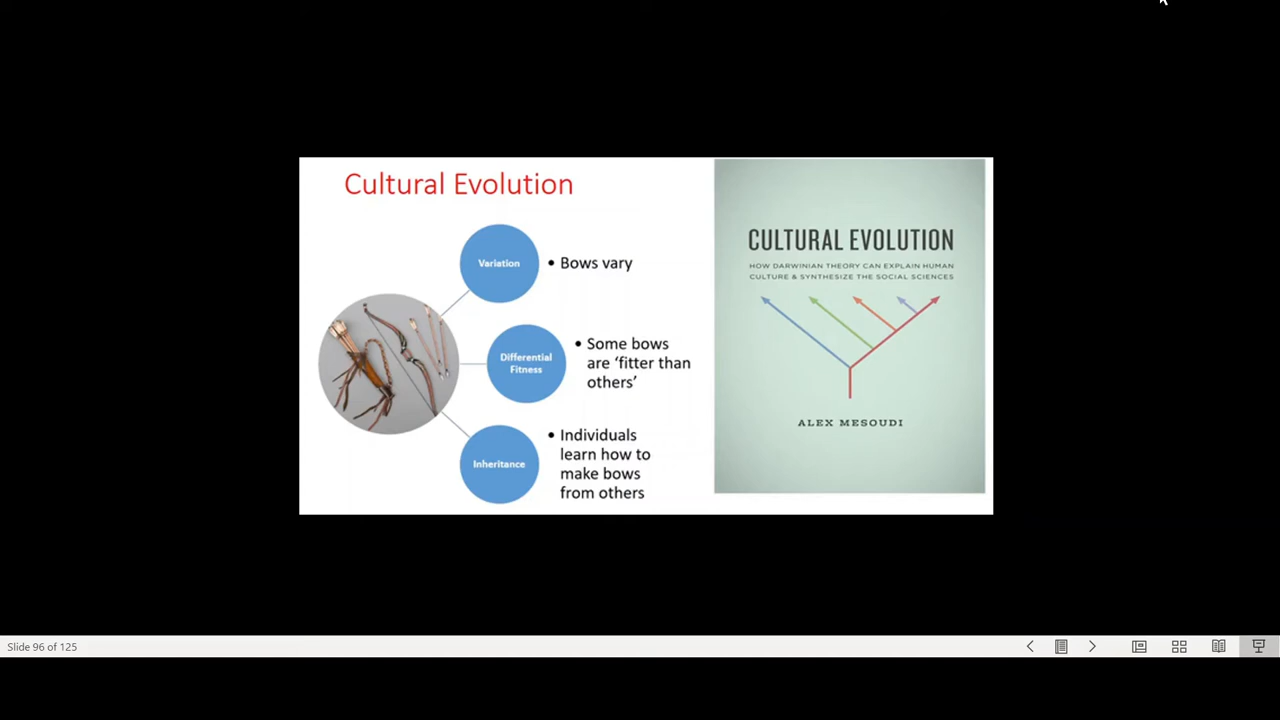 Cultural Evolution
Variation
• Bows vary
Differential
Fitness
• Some bows
are ‘fitter than
others’
Inheritance
• Individuals
learn how to
make bows
from others
CULTURAL EVOLUTION
HOW DARWINIAN THEORY CAN EXPLAIN HUMAN
CULTURE & SYNTHESIZE THE SOCIAL SCIENCES
ALEX MESOUDI
Slide 96 of 125